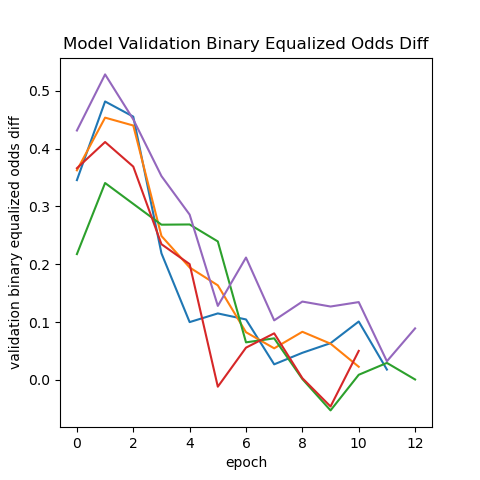 Model Validation Binary Equalized Odds Diff
validation binary equalized odds diff
0.5
0.4
0.3
0.2
0.1
0.0
0 2 4 6 8 10 12
epoch